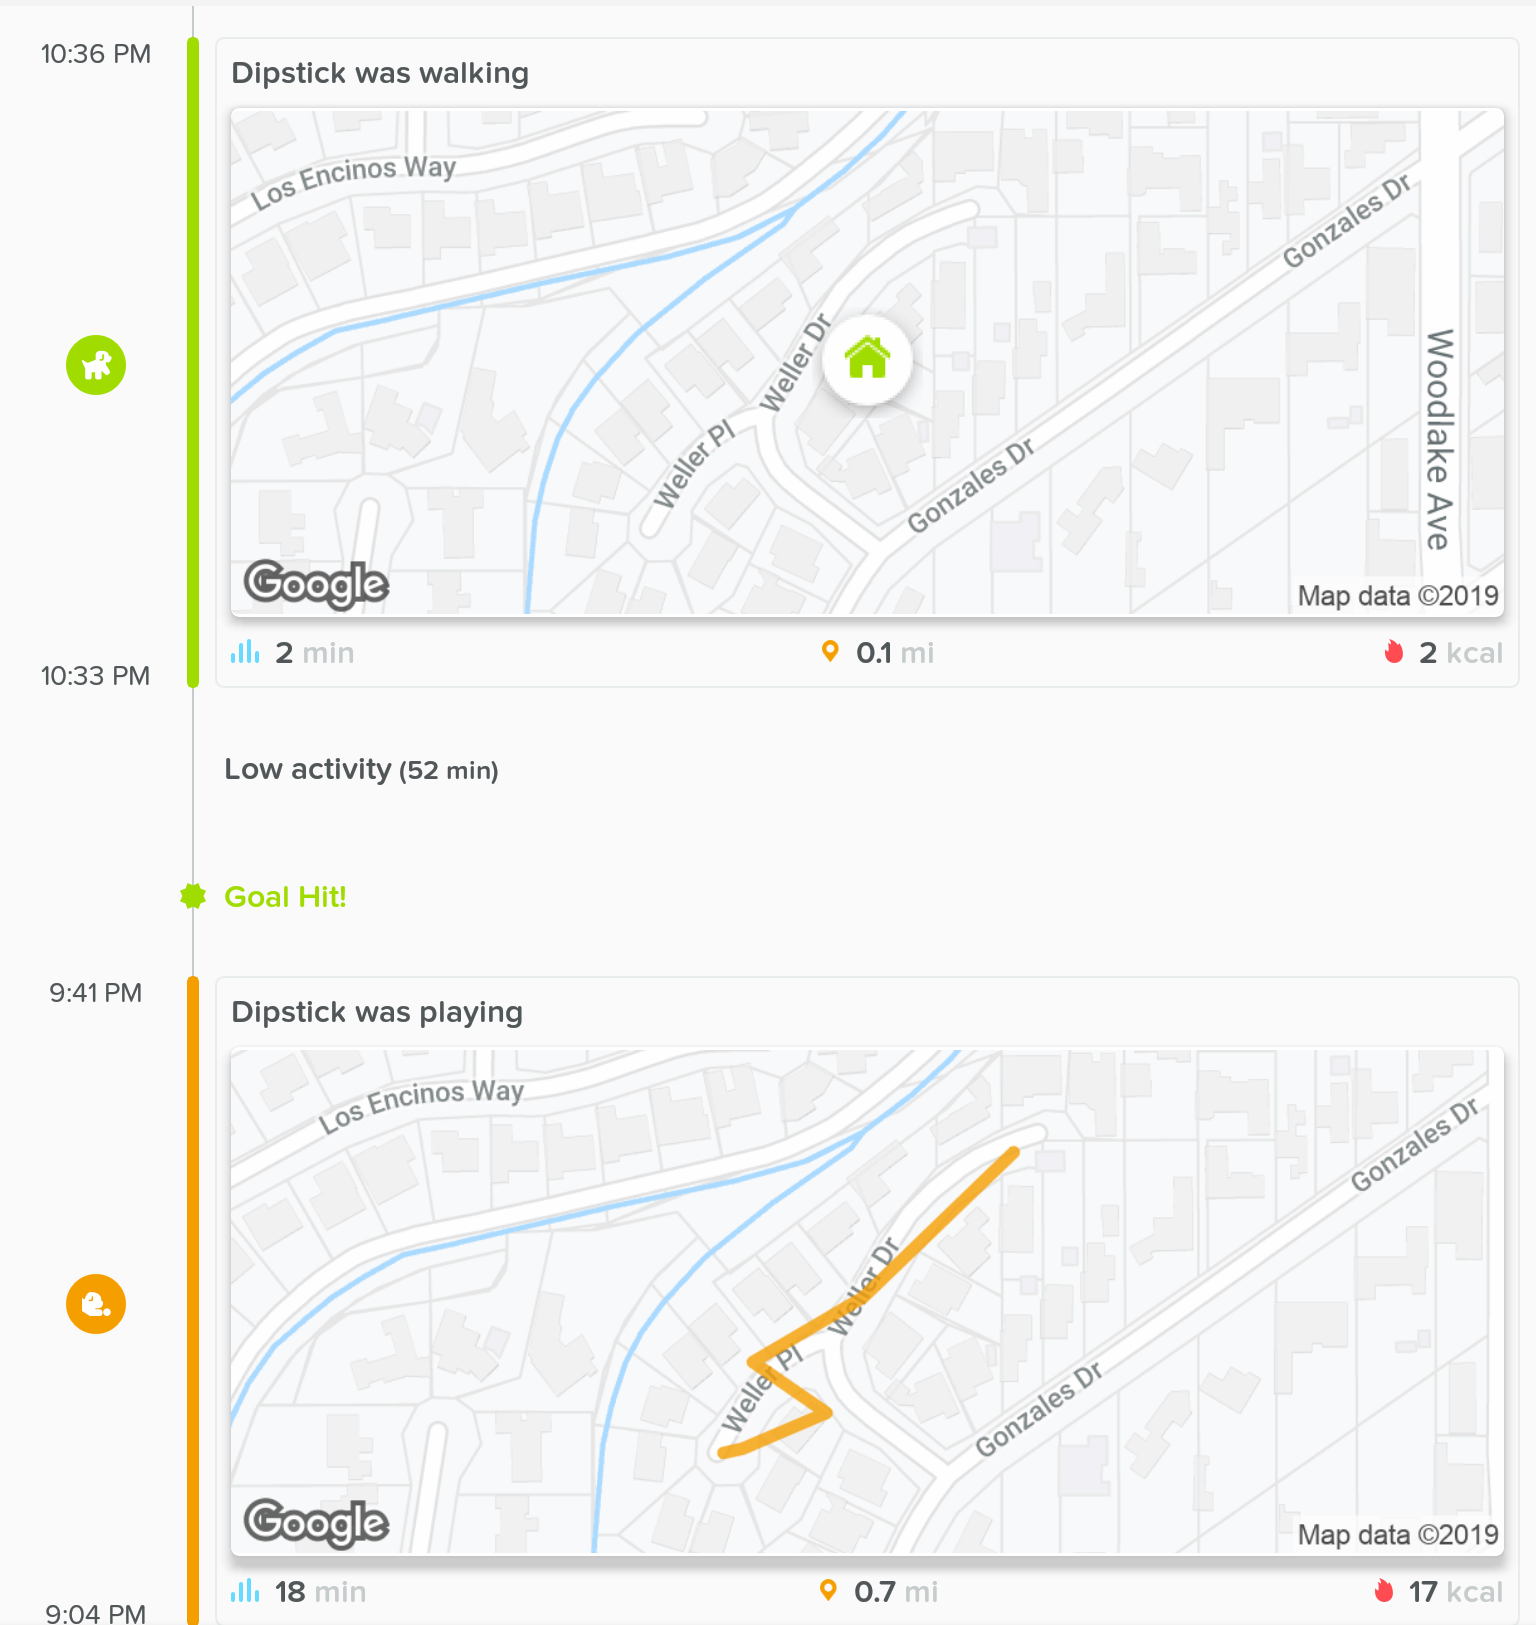 10:36 PM
Dipstick was walking
Los Encinos Way
Gonzales Dr
Weller Dr
Woodlake Ave
Weller Pl
Gonzales Dr
Google
Map data ©2019
2 min
0.1 mi
2 kcal
10:33 PM
Low activity (52 min)
Goal Hit!
9:41 PM
Dipstick was playing
Los Encinos Way
Gonzales Dr
Weller Dr
Weller Pl
Gonzales Dr
Google
Map data ©2019
18 min
0.7 mi
17 kcal
9:04 PM